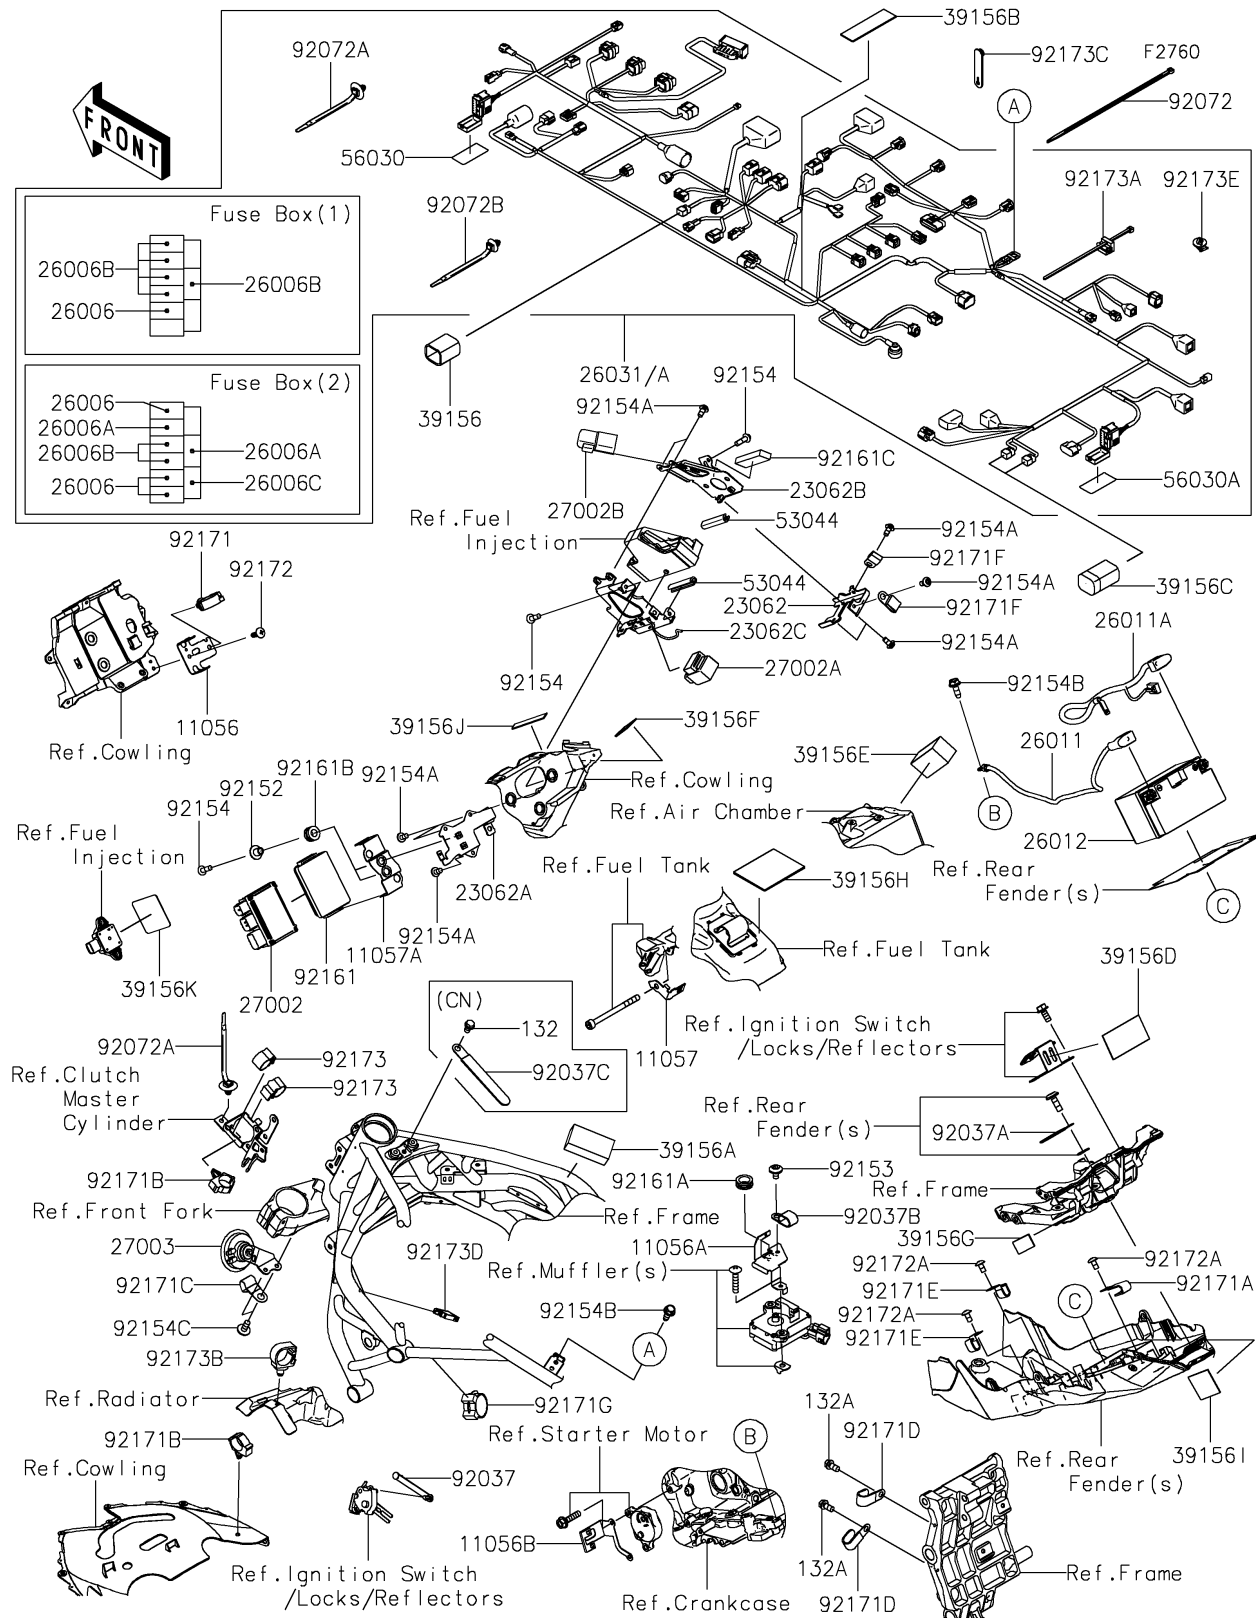 39156B
92072A
92173C
F2760
92072
A
FRONT
56030
92173A
92173E
92072B
Fuse Box(1)
26006B
26006B
26006
39156
26031/A
92154
92154A
Fuse Box(2)
26006
26006A
26006B
26006A
26006
26006C
92161C
23062B
56030A
27002B
53044
Ref.Fuel
Injection
92154A
92171
92171F
92172
53044
92154A
39156C
23062
92171F
26011A
23062C
92154A
27002A
92154
92154B
11056
39156J
39156F
Ref.Cowling
39156E
26011
92161B
92154A
Ref.Cowling
92152
92154
Ref.Air Chamber
B
26012
Ref.Fuel
Injection
Ref.Fuel Tank
Ref.Rear
Fender(s)
39156H
23062A
C
92154A
11057A
Ref.Fuel Tank
92161
39156D
39156K
27002
(CN)
132
Ref.Ignition Switch
/Locks/Reflectors
92072A
92173
11057
Ref.Clutch
Master
Cylinder
92173
92037C
Ref.Rear
Fender(s)
92037A
39156A
92171B
92161A
92153
Ref.Frame
Ref.Front Fork
Ref.Frame
92037B
27003
11056A
39156G
92173D
92172A
92172A
Ref.Muffler(s)
92171C
92171E
92171A
92154B
92172A
C
92154C
92171E
92173B
A
Ref.Radiator
92171G
132A
92171B
Ref.Starter Motor
B
92171D
39156I
Ref.Cowling
92037
Ref.Rear
Fender(s)
11056B
132A
Ref.Ignition Switch
/Locks/Reflectors
Ref.Frame
Ref.Crankcase
92171D